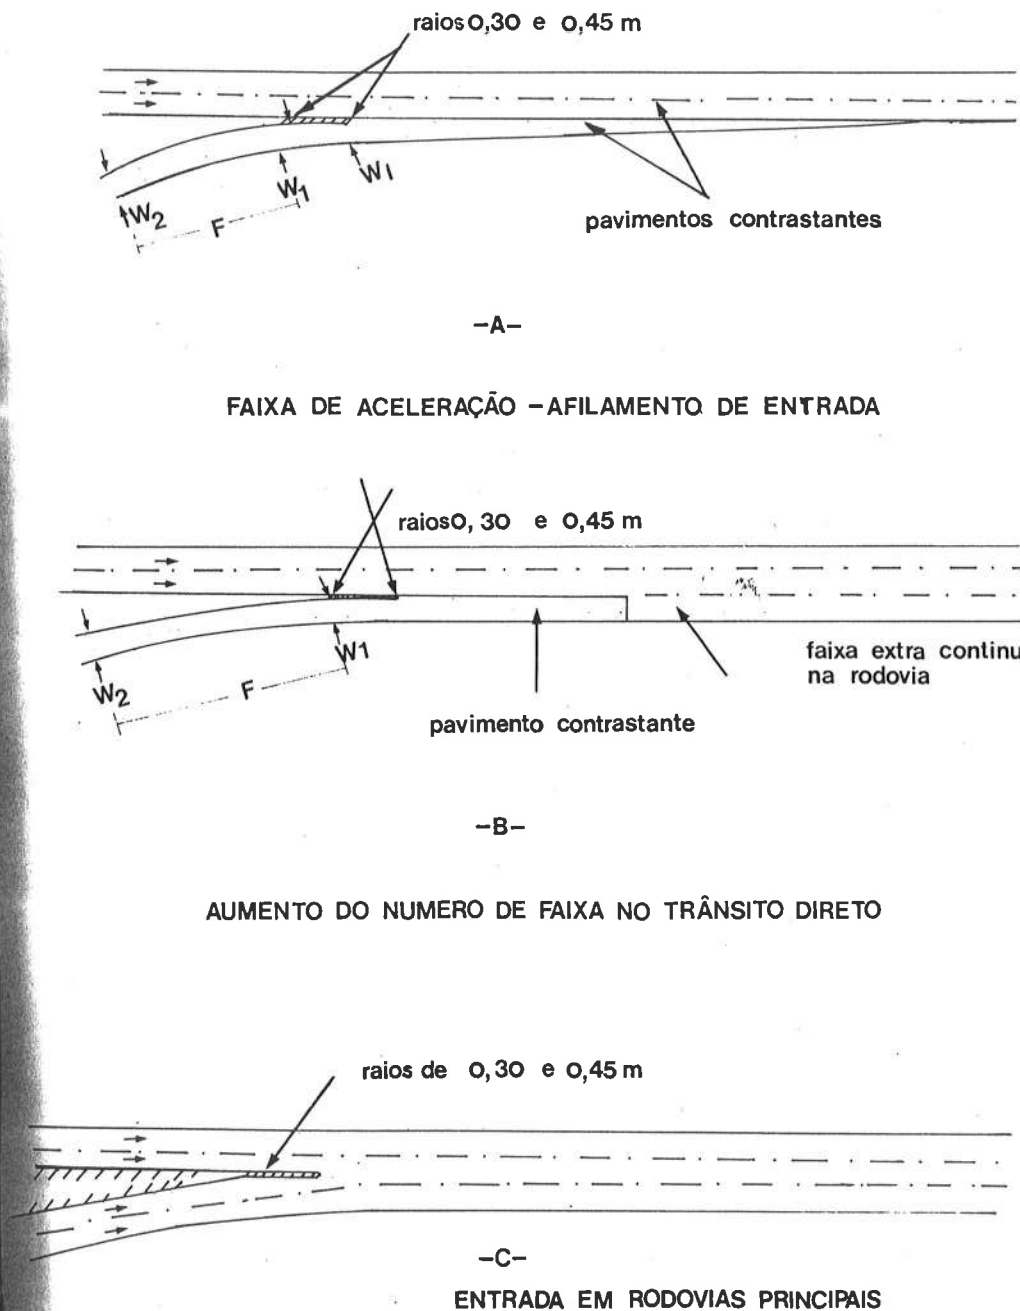 raios 0,30 e 0,45 m
W2
F
W1
W1
pavimentos contrastantes
-A-
FAIXA DE ACELERAÇÃO - AFILAMENTO DE ENTRADA
raios 0,30 e 0,45 m
W2
F
W1
faixa extra continu
na rodovia
pavimento contrastante
-B-
AUMENTO DO NUMERO DE FAIXA NO TRÂNSITO DIRETO
raios de 0,30 e 0,45 m
-C-
ENTRADA EM RODOVIAS PRINCIPAIS